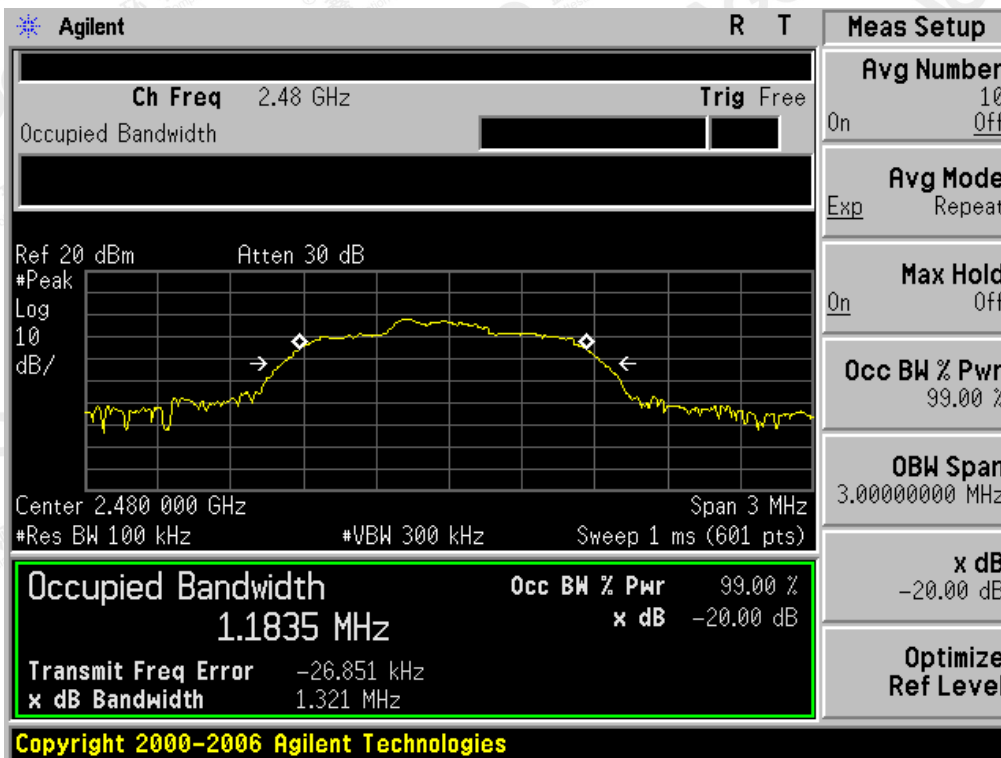 Agilent R T
Ch Freq 2.48 GHz Trig Free
Occupied Bandwidth
Ref 20 dBm Atten 30 dB
#Peak
Log
10
dB/
Center 2.480 000 GHz Span 3 MHz
#Res BW 100 kHz #VBW 300 kHz Sweep 1 ms (601 pts)
Occupied Bandwidth Occ BW % Pwr 99.00 %
1.1835 MHz x dB -20.00 dB
Transmit Freq Error -26.851 kHz
x dB Bandwidth 1.321 MHz
Copyright 2000-2006 Agilent Technologies
Meas Setup
Avg Number
10
On Off
Avg Mode
Exp Repeat
Max Hold
On Off
Occ BW % Pwr
99.00 %
OBW Span
3.00000000 MHz
x dB
-20.00 dB
Optimize
Ref Level